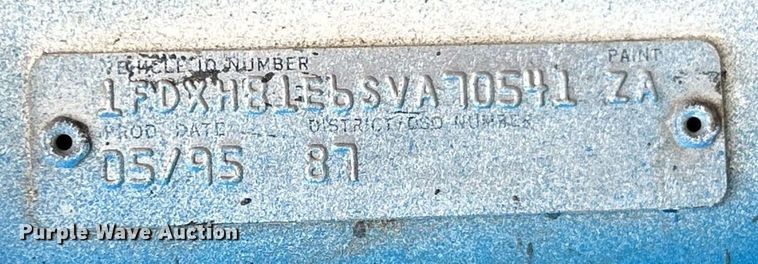 VEHICLE ID NUMBER PAINT
1FDXH81E6SVA70541 ZA
PROD DATE DISTRICT/DSO NUMBER
05/95 87
Purple Wave Auction